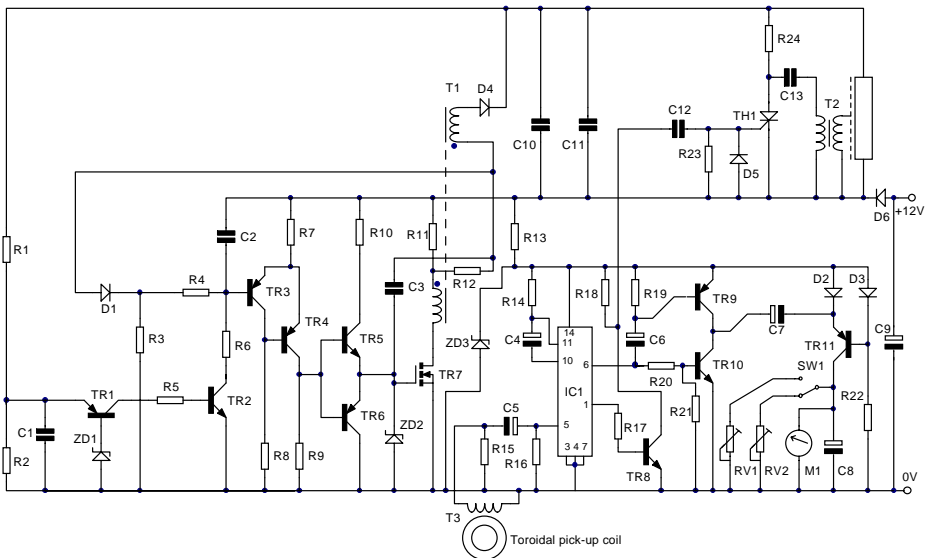 R24
T1
D4
C13
T2
TH1
C12
C10
C11
R23
D5
D6
+12V
R1
C2
R7
R10
R11
R13
R4
C3
R12
D2
D3
D1
TR3
R14
R18
R19
TR9
C7
C9
TR4
14
11
10
C4
C6
R3
R6
TR5
ZD3
TR11
TR7
6
TR10
SW1
R20
IC1
TR1
R5
TR2
TR6
C5
1
R21
R22
5
R17
C1
ZD1
ZD2
R15
3 4 7
R2
R8
R9
R16
TR8
RV1
RV2
M1
C8
0V
T3
Toroidal pick-up coil